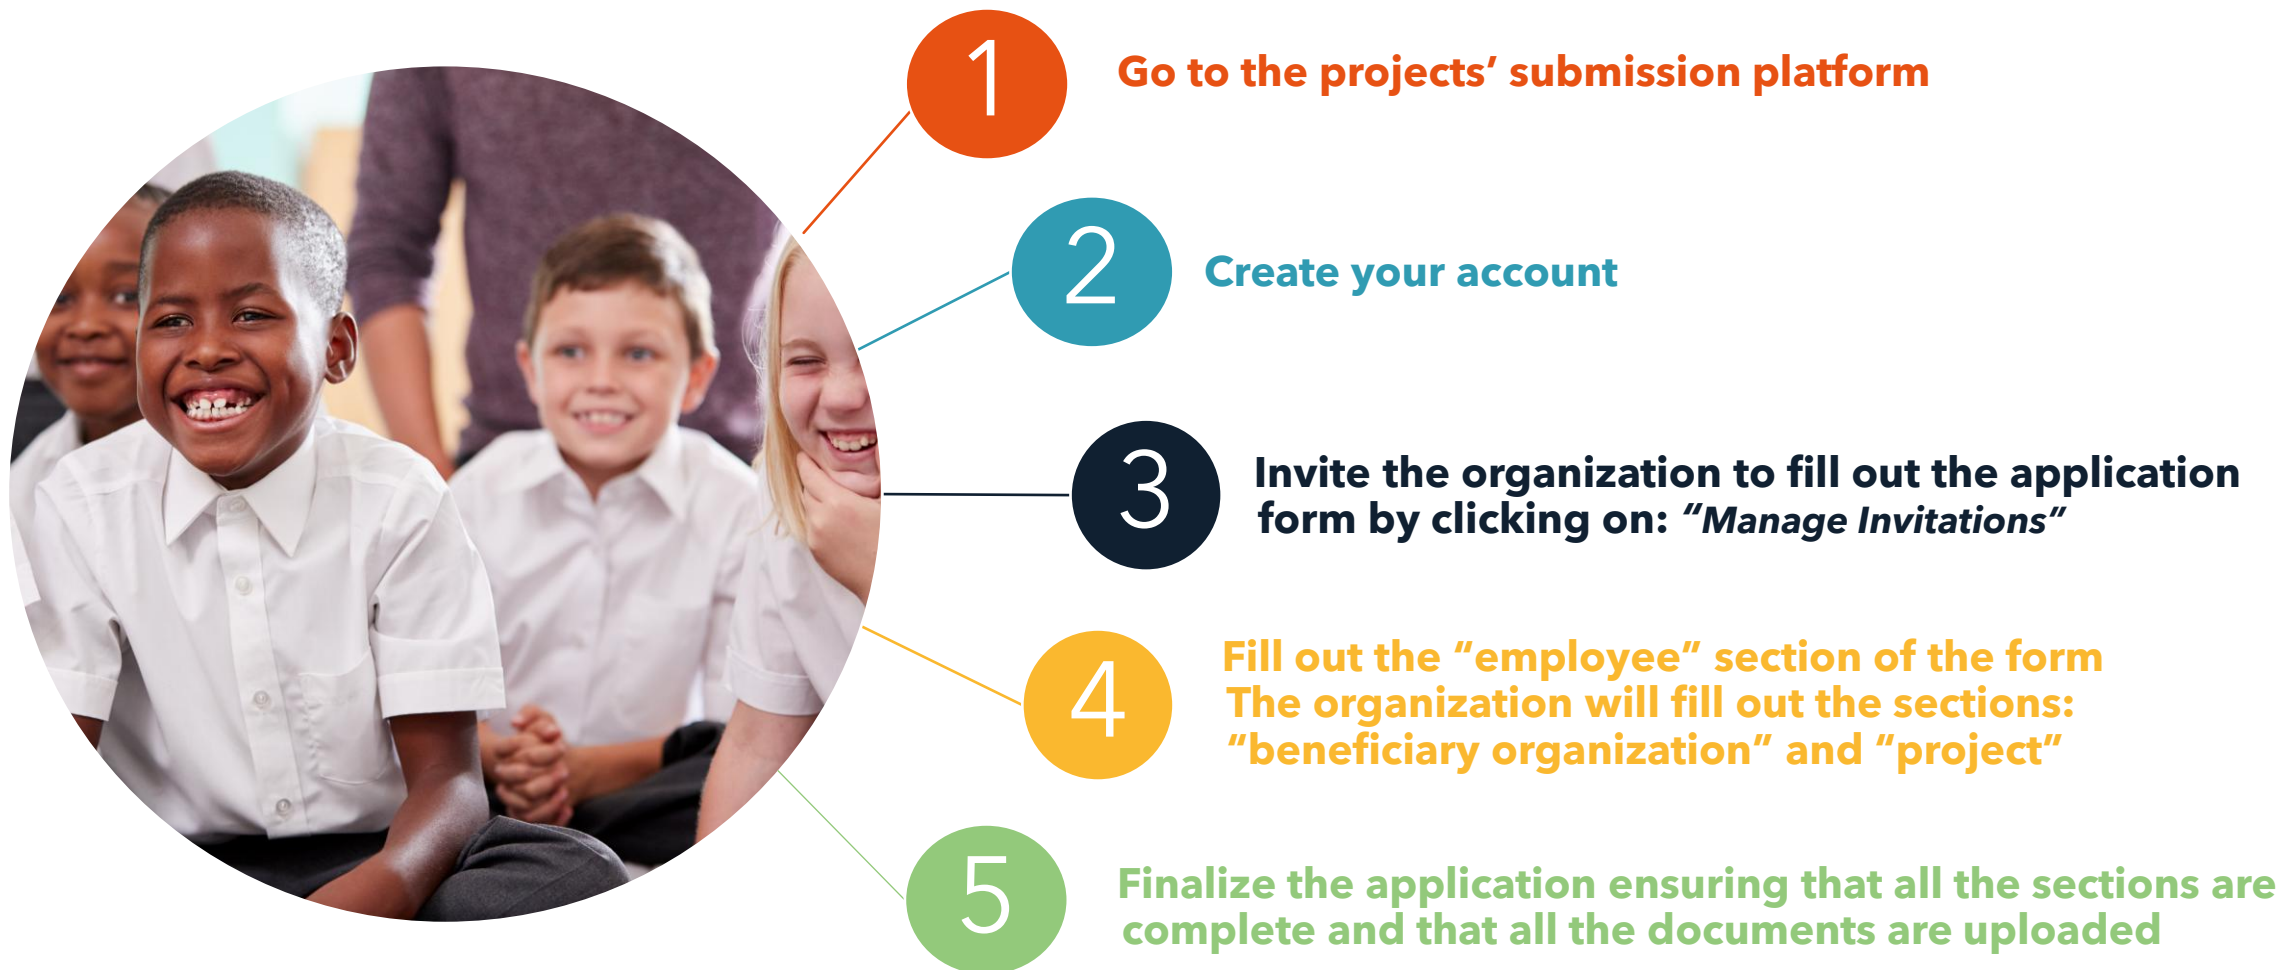 1
Go to the projects’ submission platform
2
Create your account
3
Invite the organization to fill out the application
form by clicking on: “Manage Invitations”
4
Fill out the “employee” section of the form
The organization will fill out the sections:
“beneficiary organization” and “project”
5
Finalize the application ensuring that all the sections are
complete and that all the documents are uploaded